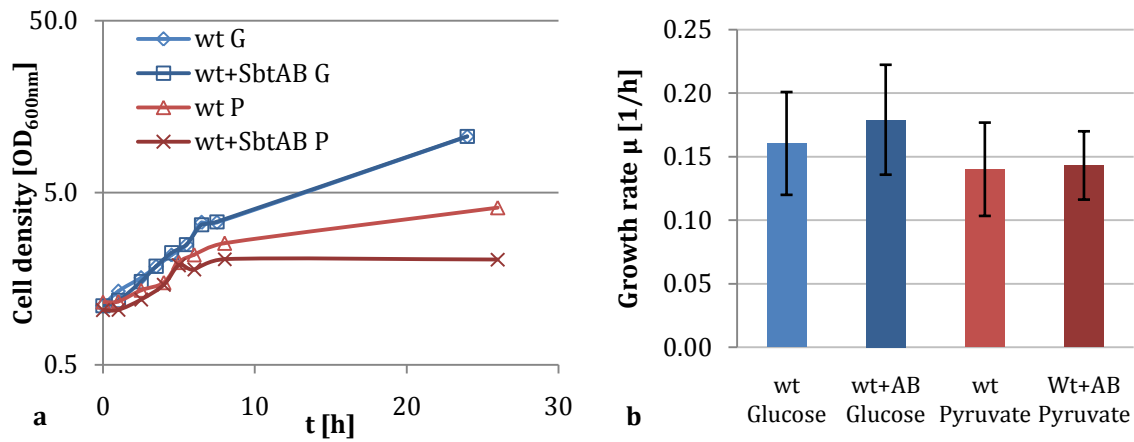 50.0
5.0
0.5
Cell density [OD600nm]
wt G
wt+SbtAB G
wt P
wt+SbtAB P
0 10 20 30
a
t [h]
0.25
0.20
0.15
0.10
0.05
0.00
Growth rate μ [1/h]
wt wt+AB wt Wt+AB
Glucose Glucose Pyruvate Pyruvate
b